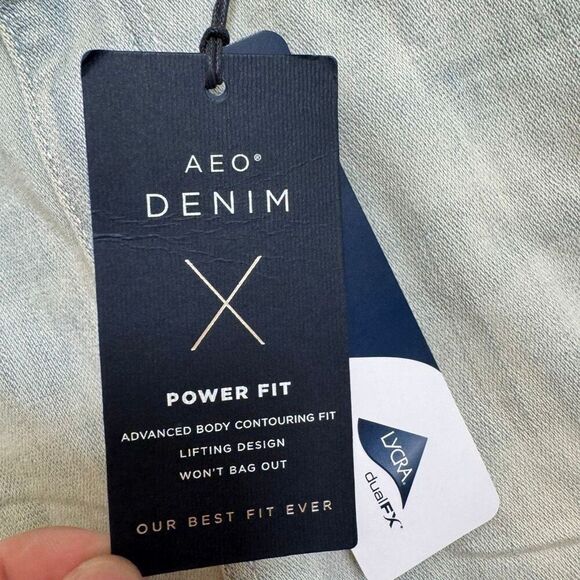 AEO®
DENIM
X
POWER FIT
ADVANCED BODY CONTOURING FIT
LIFTING DESIGN
WON'T BAG OUT
OUR BEST FIT EVER
LYCRA
dualFX®